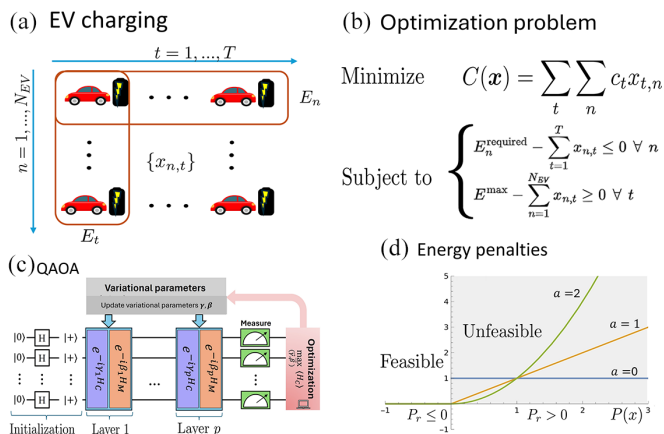 (a) EV charging
t = 1, ..., T
n = 1, ..., N_EV
E_n
{x_{n,t}}
E_t
(b) Optimization problem
Minimize C(x) = ∑_t ∑_n c_t x_{t,n}
Subject to
E_n^required − ∑_{t=1}^{T} x_{n,t} ≤ 0 ∀ n
E^max − ∑_{n=1}^{N_EV} x_{n,t} ≥ 0 ∀ t
(c) QAOA
Variational parameters
Update variational parameters γ, β
Measure
|0⟩ H |+⟩
|0⟩ H |+⟩
|0⟩ H |+⟩
e^{-iγ_1 H_C}
e^{-iβ_1 H_M}
...
e^{-iγ_p H_C}
e^{-iβ_p H_M}
Optimization
Initialization
Layer 1
Layer p
(d) Energy penalties
5
4
3
2
1
0
a=2
Unfeasible
a = 1
Feasible
a=0
P_r ≤ 0
P_r > 0
P(x)
-1
0
1
2
3